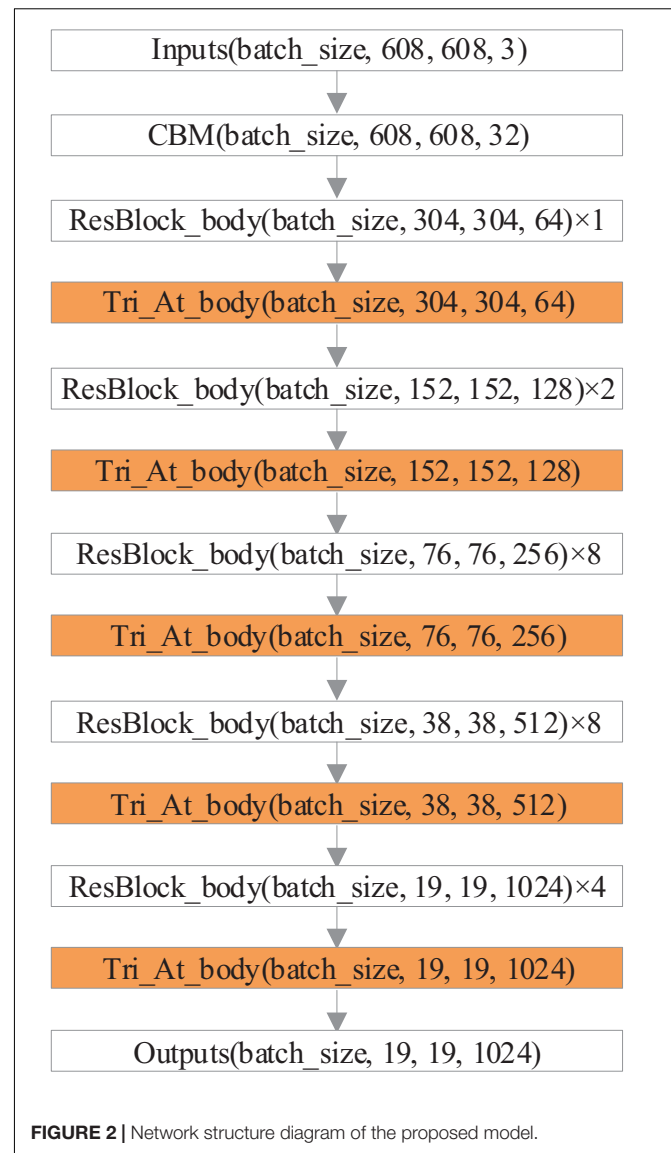 Inputs(batch_size, 608, 608, 3)
CBM(batch_size, 608, 608, 32)
ResBlock_body(batch_size, 304, 304, 64)×1
Tri_At_body(batch_size, 304, 304, 64)
ResBlock_body(batch_size, 152, 152, 128)×2
Tri_At_body(batch_size, 152, 152, 128)
ResBlock_body(batch_size, 76, 76, 256)×8
Tri_At_body(batch_size, 76, 76, 256)
ResBlock_body(batch_size, 38, 38, 512)×8
Tri_At_body(batch_size, 38, 38, 512)
ResBlock_body(batch_size, 19, 19, 1024)×4
Tri_At_body(batch_size, 19, 19, 1024)
Outputs(batch_size, 19, 19, 1024)
FIGURE 2 | Network structure diagram of the proposed model.